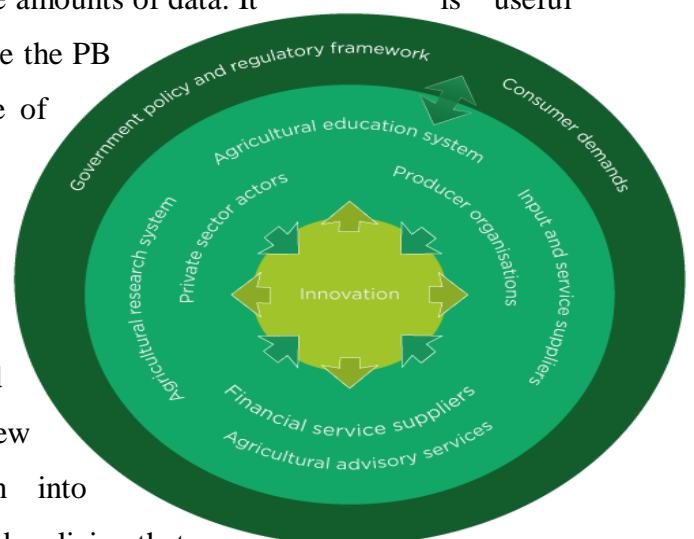 amounts of data. It is useful
the PB
of
Government policy and regulatory framework
Consumer demands
Agricultural education system
Private sector actors
Producer organisations
Agricultural research system
Input and service suppliers
Innovation
Financial service suppliers
Agricultural advisory services
into
that